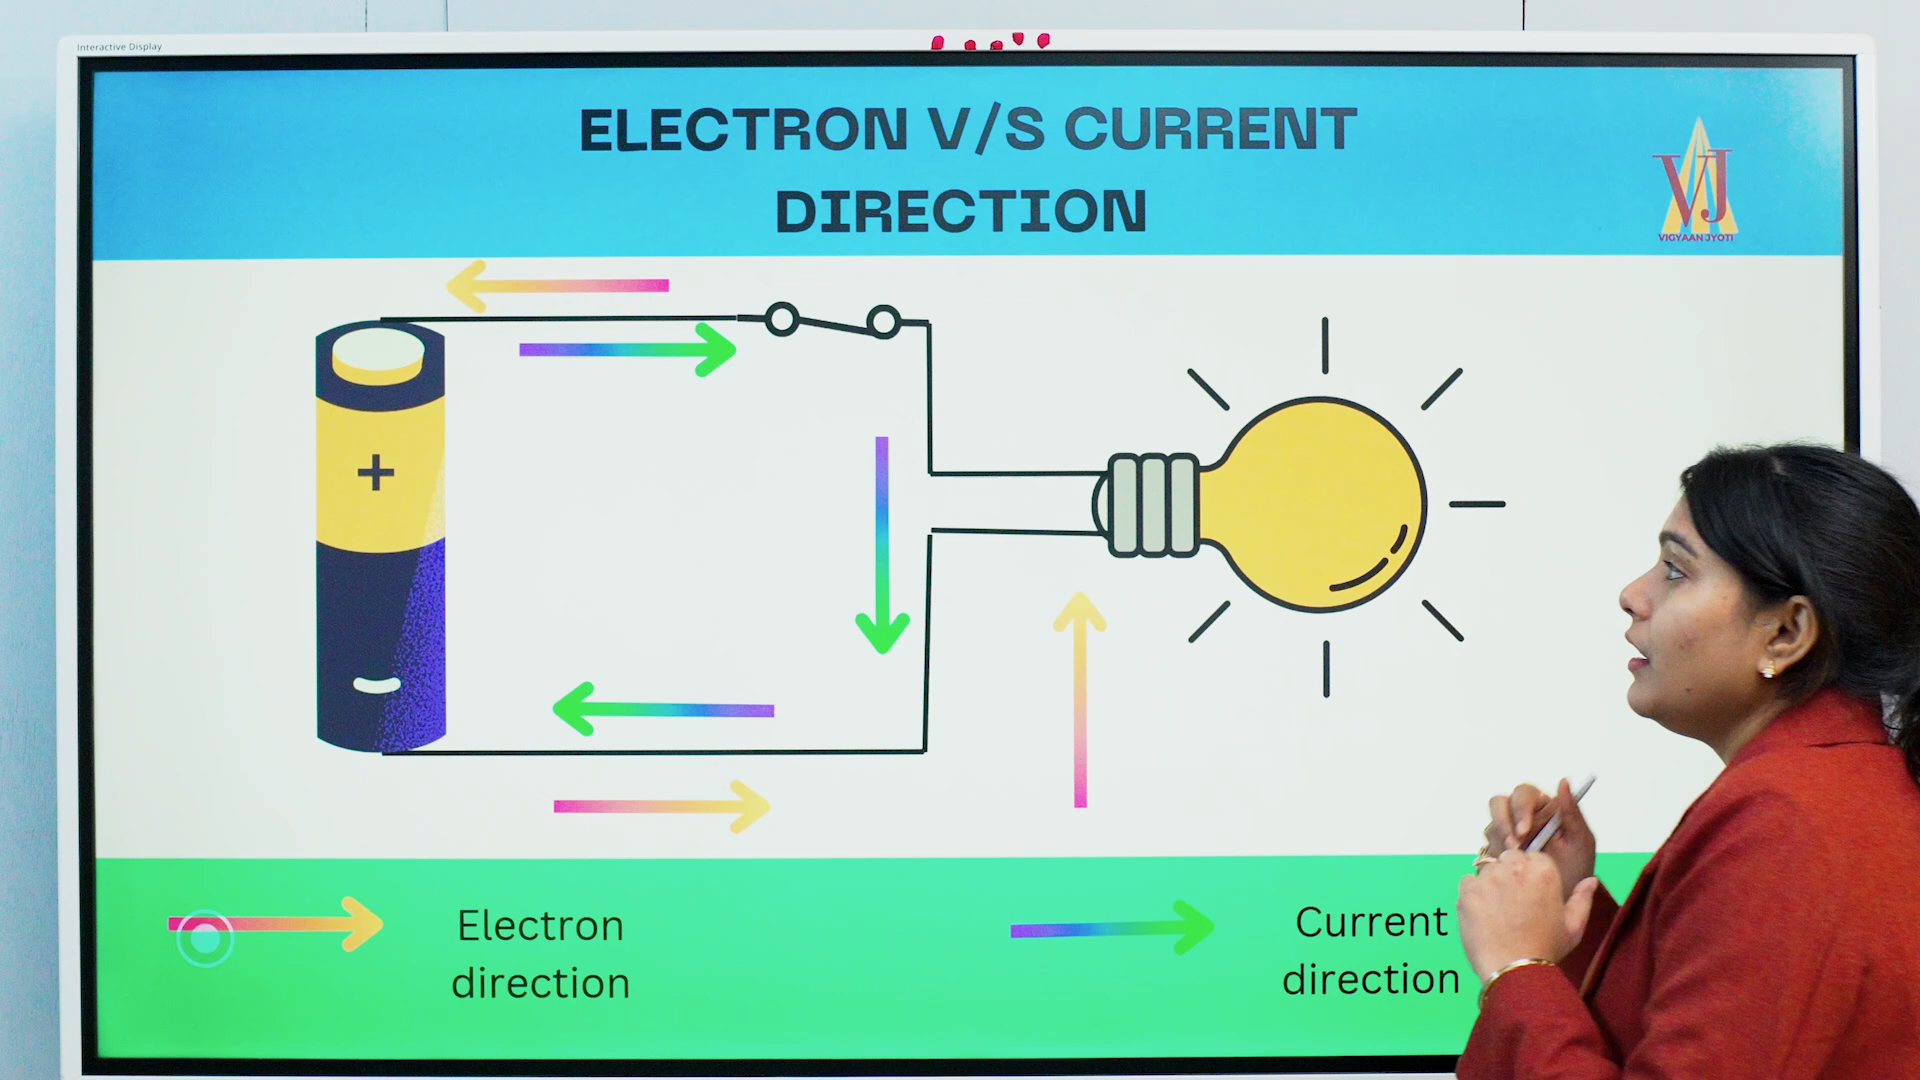 Interactive Display
ELECTRON V/S CURRENT
DIRECTION
VJ
VIGYAAN JYOTI
+
-
Electron
direction
Current
direction